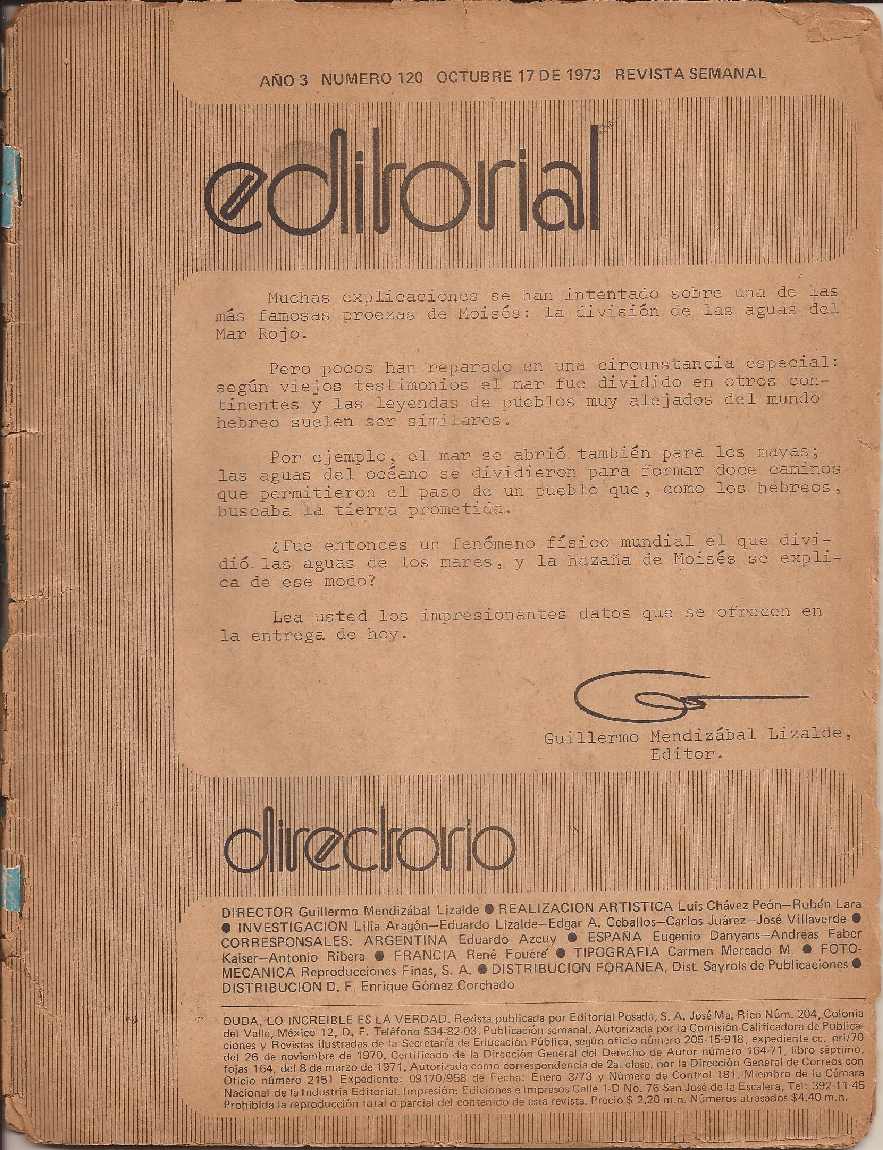 AÑO 3 NUMERO 120 OCTUBRE 17 DE 1973 REVISTA SEMANAL
editorial
Muchas explicaciones se han intentado sobre una de las
más famosas proezas de Moisés: la división de las aguas del
Mar Rojo.
Pero pocos han reparado en una circunstancia especial:
según viejos testimonios el mar fue dividido en otros con-
tinentes y las leyendas de pueblos muy alejados del mundo
hebreo suelen ser similares.
Por ejemplo, el mar se abrió también para los mayas;
las aguas del océano se dividieron para formar doce caminos
que permitieron el paso de un pueblo que, como los hebreos,
buscaba la tierra prometida.
¿Fue entonces un fenómeno físico mundial el que divi-
dió las aguas de los mares, y la hazaña de Moisés se expli-
ca de ese modo?
Lea usted los impresionantes datos que se ofrecen en
la entrega de hoy.
Guillermo Mendizábal Lizalde,
Editor.
directorio
DIRECTOR Guillermo Mendizábal Lizalde ● REALIZACION ARTISTICA Luis Chávez Peón—Rubén Lara
● INVESTIGACION Lilia Aragón—Eduardo Lizalde—Edgar A. Ceballos—Carlos Juárez—José Villaverde ●
CORRESPONSALES: ARGENTINA Eduardo Azcuy ● ESPAÑA Eugenio Danyans—Andreas Faber
Kaiser—Antonio Ribera ● FRANCIA René Foueré ● TIPOGRAFIA Carmen Mercado M. ● FOTO-
MECANICA Reproducciones Finas, S. A. ● DISTRIBUCION FORANEA, Dist. Sayrols de Publicaciones ●
DISTRIBUCION D. F. Enrique Gómez Corchado
DUDA, LO INCREIBLE ES LA VERDAD. Revista publicada por Editorial Posada, S. A. José Ma. Rico Núm. 204, Colonia
del Valle, México 12, D. F. Teléfono 534-82-03. Publicación semanal. Autorizada por la Comisión Calificadora de Publica-
ciones y Revistas Ilustradas de la Secretaría de Educación Pública, según oficio número 205-15-918, expediente cc. pri/70
del 26 de noviembre de 1970. Certificado de la Dirección General del Derecho de Autor número 164-71, libro séptimo,
fojas 164, del 8 de marzo de 1971. Autorizada como correspondencia de 2a. clase, por la Dirección General de Correos con
Oficio número 2151 Expediente: 09170/958 de Fecha: Enero 3/73 y Número de Control 181. Miembro de la Cámara
Nacional de la Industria Editorial. Impresión: Ediciones e Impresos Calle 1-D No. 76 San José de la Escalera, Tel: 392-11-45
Prohibida la reproducción total o parcial del contenido de esta revista. Precio $ 2.20 m.n. Números atrasados $4.40 m.n.